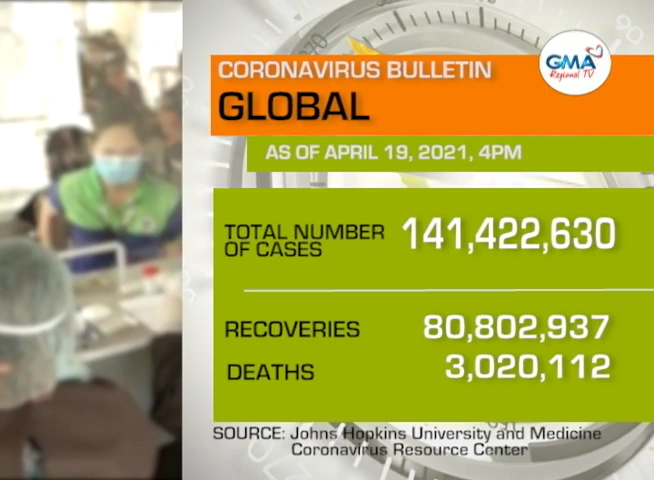 GMA
Regional TV
CORONAVIRUS BULLETIN
GLOBAL
AS OF APRIL 19, 2021, 4PM
TOTAL NUMBER
OF CASES
141,422,630
RECOVERIES 80,802,937
DEATHS 3,020,112
SOURCE: Johns Hopkins University and Medicine
Coronavirus Resource Center